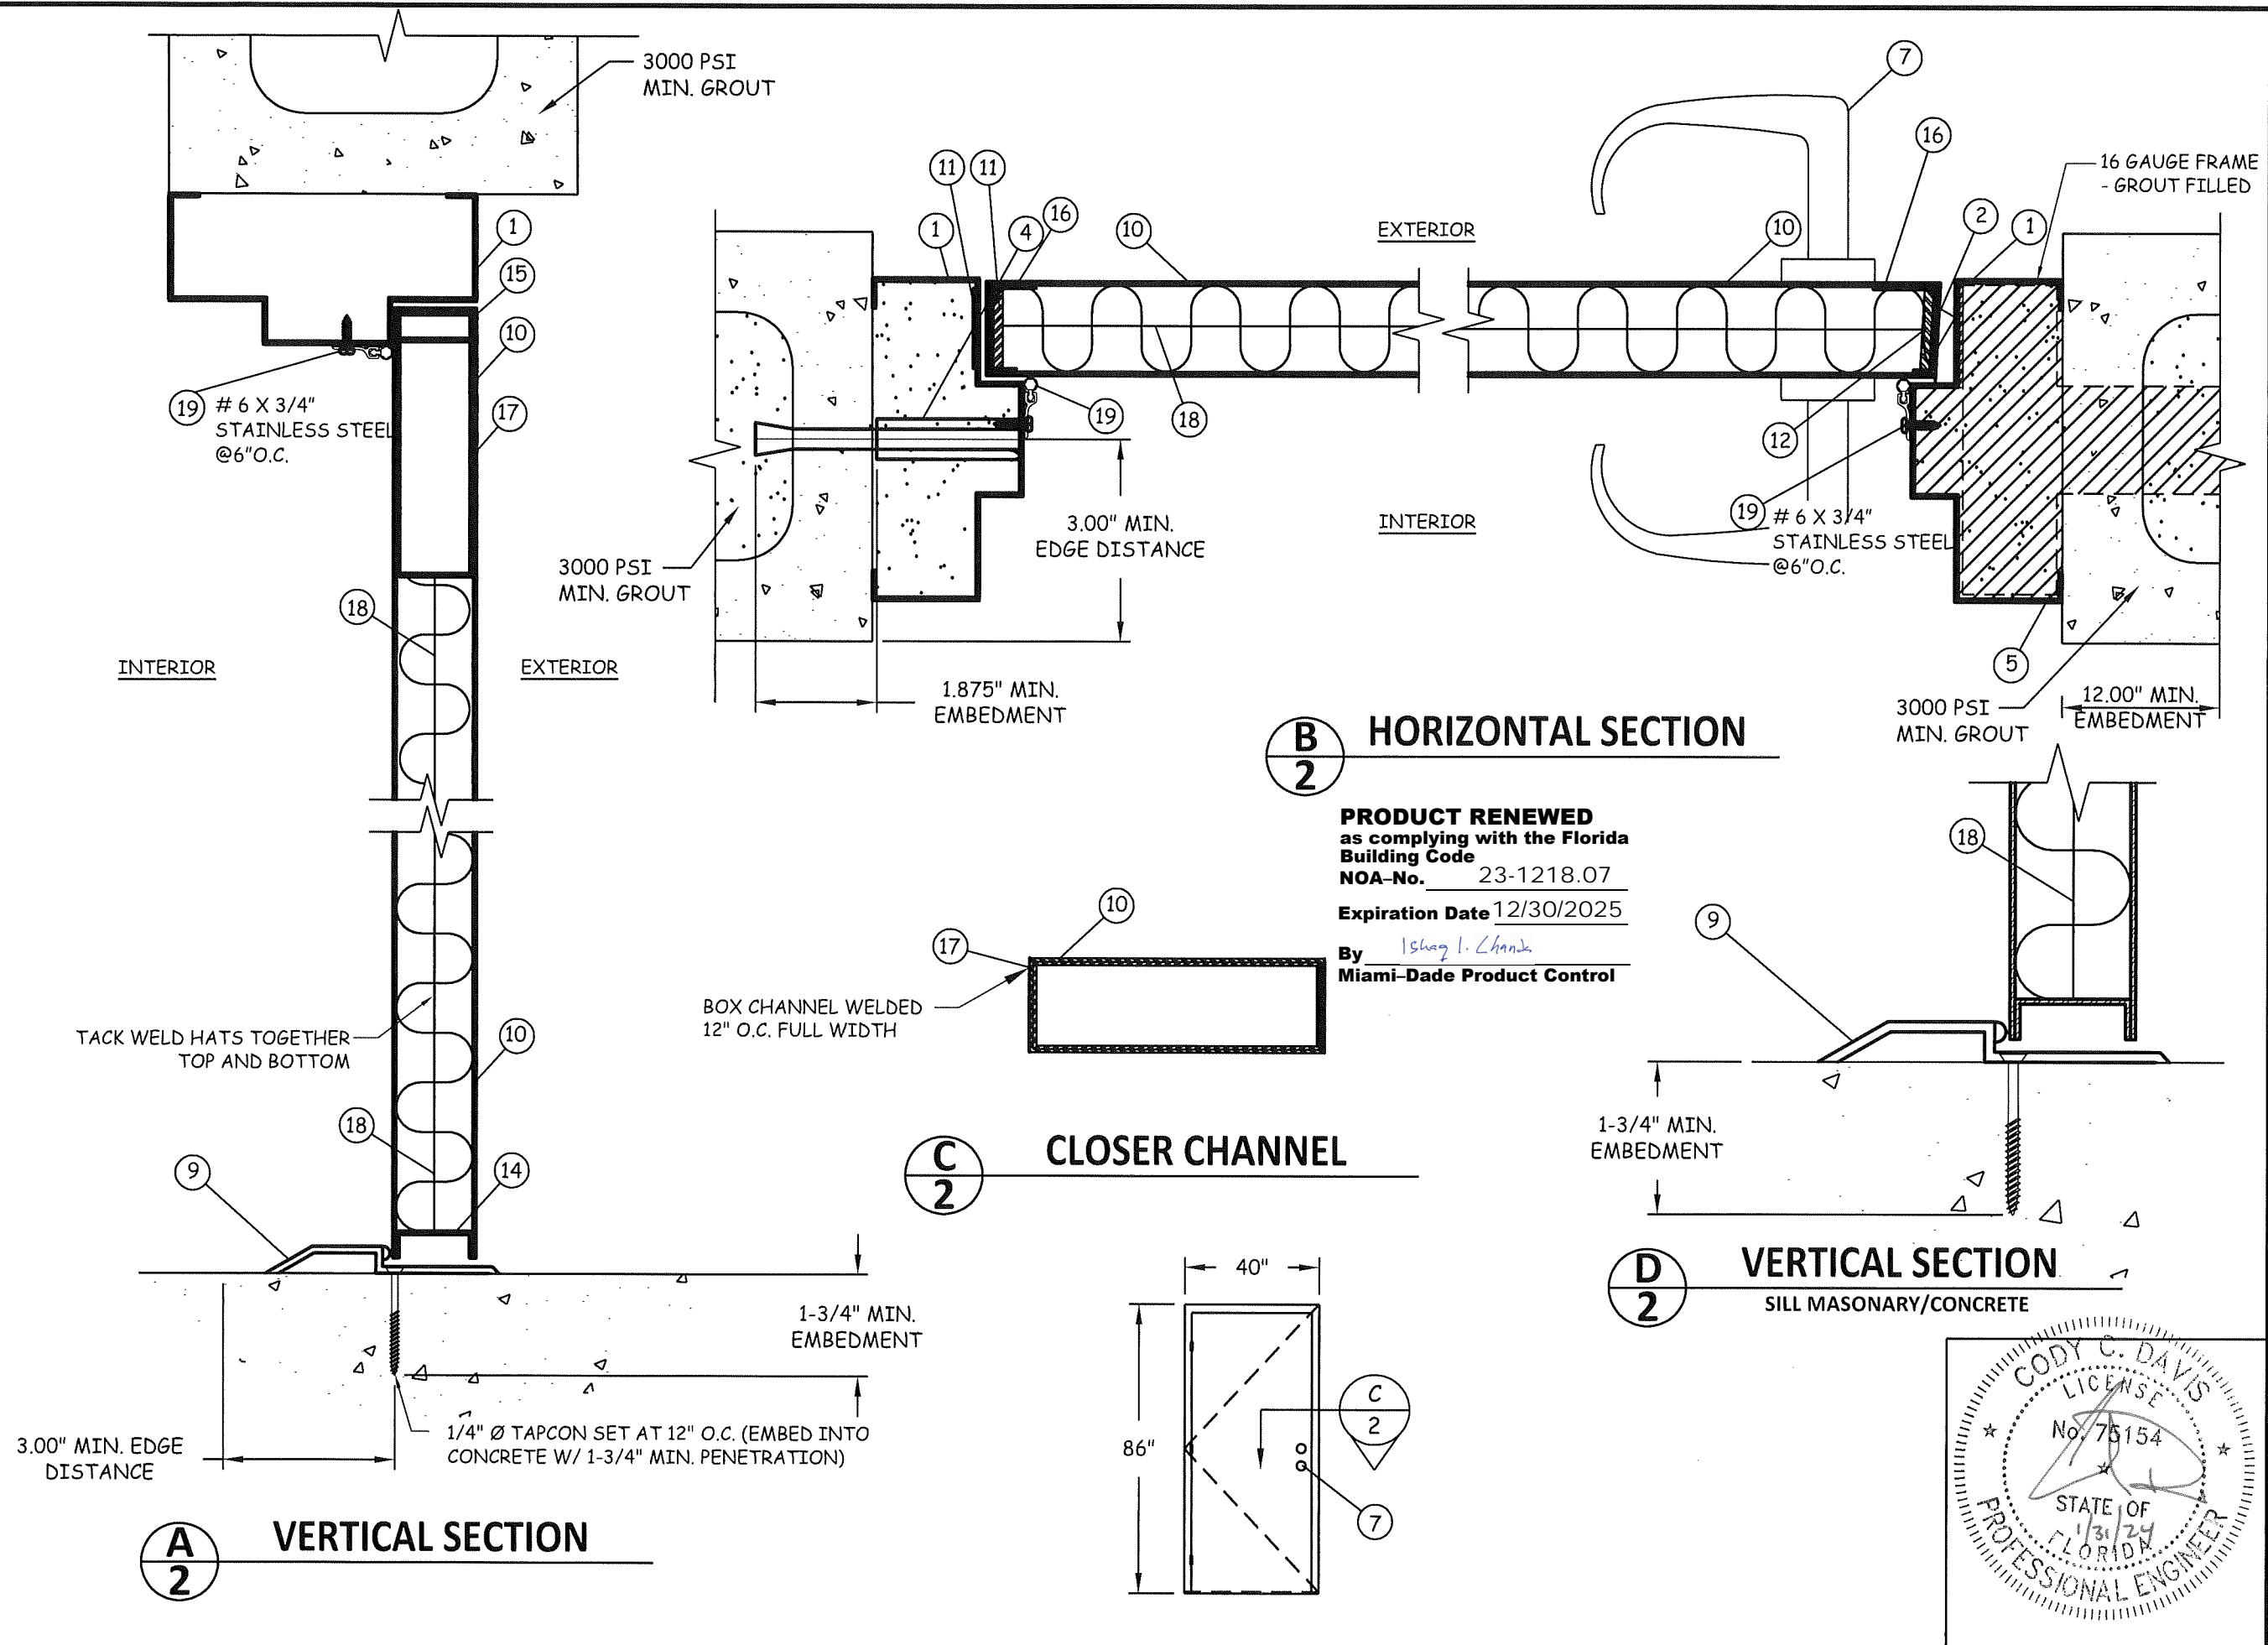 3000 PSI
MIN. GROUT
1
15
10
17
19
# 6 X 3/4"
STAINLESS STEEL
@6"O.C.
18
INTERIOR
EXTERIOR
TACK WELD HATS TOGETHER
TOP AND BOTTOM
10
18
14
9
1-3/4" MIN.
EMBEDMENT
3.00" MIN. EDGE
DISTANCE
1/4" Ø TAPCON SET AT 12" O.C. (EMBED INTO
CONCRETE W/ 1-3/4" MIN. PENETRATION)
A
2
VERTICAL SECTION
7
11
11
16
16 GAUGE FRAME
- GROUT FILLED
1
4
16
10
EXTERIOR
10
2
1
19
18
12
3.00" MIN.
EDGE DISTANCE
INTERIOR
19
# 6 X 3/4"
STAINLESS STEEL
@6"O.C.
3000 PSI
MIN. GROUT
5
1.875" MIN.
EMBEDMENT
3000 PSI
MIN. GROUT
12.00" MIN.
EMBEDMENT
B
2
HORIZONTAL SECTION
PRODUCT RENEWED
as complying with the Florida
Building Code
NOA–No. 23-1218.07
Expiration Date 12/30/2025
By Ishaq I. Chanda
Miami–Dade Product Control
10
17
BOX CHANNEL WELDED
12" O.C. FULL WIDTH
C
2
CLOSER CHANNEL
18
9
1-3/4" MIN.
EMBEDMENT
D
2
VERTICAL SECTION
SILL MASONARY/CONCRETE
40"
86"
C
2
7
CODY C. DAVIS
LICENSE
No. 75154
STATE OF
1/31/24
FLORIDA
PROFESSIONAL ENGINEER